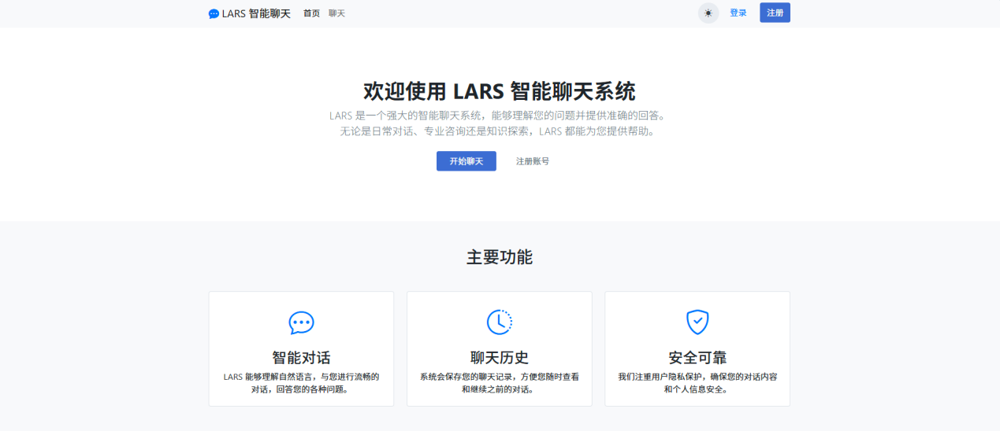 LARS 智能聊天 首页 聊天 登录 注册
欢迎使用 LARS 智能聊天系统
LARS 是一个强大的智能聊天系统，能够理解您的问题并提供准确的回答。
无论是日常对话、专业咨询还是知识探索，LARS 都能为您提供帮助。
开始聊天 注册账号
主要功能
智能对话
LARS 能够理解自然语言，与您进行流畅的
对话，回答您的各种问题。
聊天历史
系统会保存您的聊天记录，方便您随时查看
和继续之前的对话。
安全可靠
我们注重用户隐私保护，确保您的对话内容
和个人信息安全。